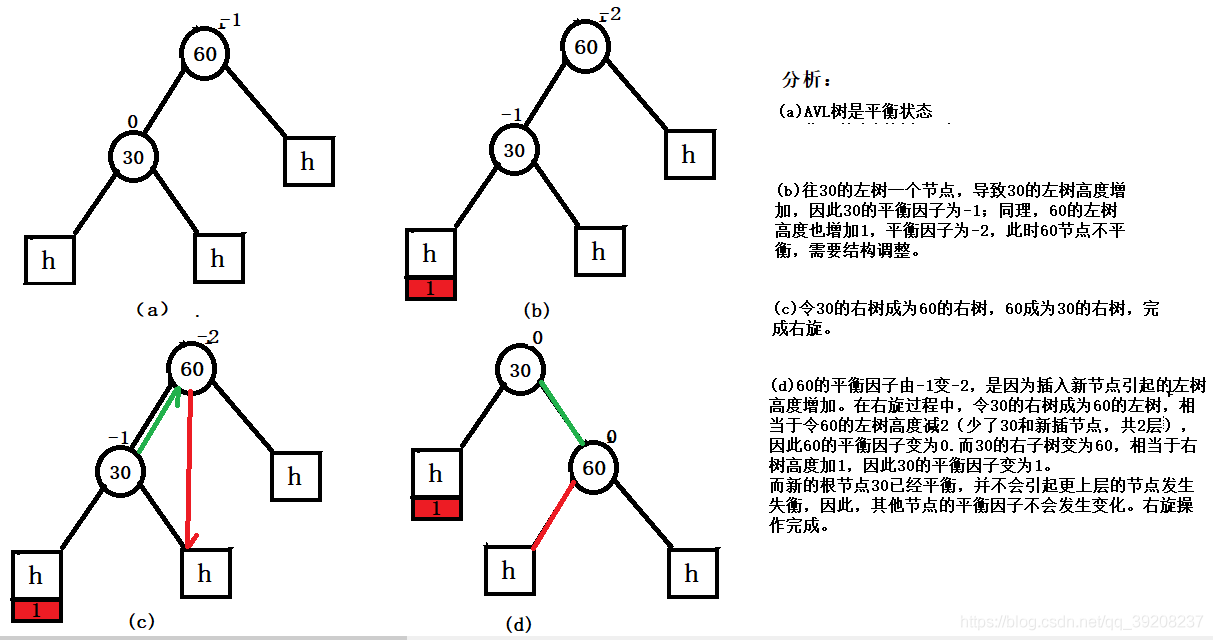 -1
60
0
30
h
h
h
(a)
-2
60
-1
30
h
h
h
1
(b)
-2
60
-1
30
h
h
h
1
(c)
0
30
0
60
h
1
h
h
(d)
分析：
(a)AVL树是平衡状态
(b)往30的左树一个节点，导致30的左树高度增
加，因此30的平衡因子为-1；同理，60的左树
高度也增加1，平衡因子为-2，此时60节点不平
衡，需要结构调整。
(c)令30的右树成为60的右树，60成为30的右树，完
成右旋。
(d)60的平衡因子由-1变-2，是因为插入新节点引起的左树
高度增加。在右旋过程中，令30的右树成为60的左树，相
当于令60的左树高度减2（少了30和新插节点，共2层），
因此60的平衡因子变为0.而30的右子树变为60，相当于右
树高度加1，因此30的平衡因子变为1。
而新的根节点30已经平衡，并不会引起更上层的节点发生
失衡，因此，其他节点的平衡因子不会发生变化。右旋操
作完成。
https://blog.csdn.net/qq_39208237